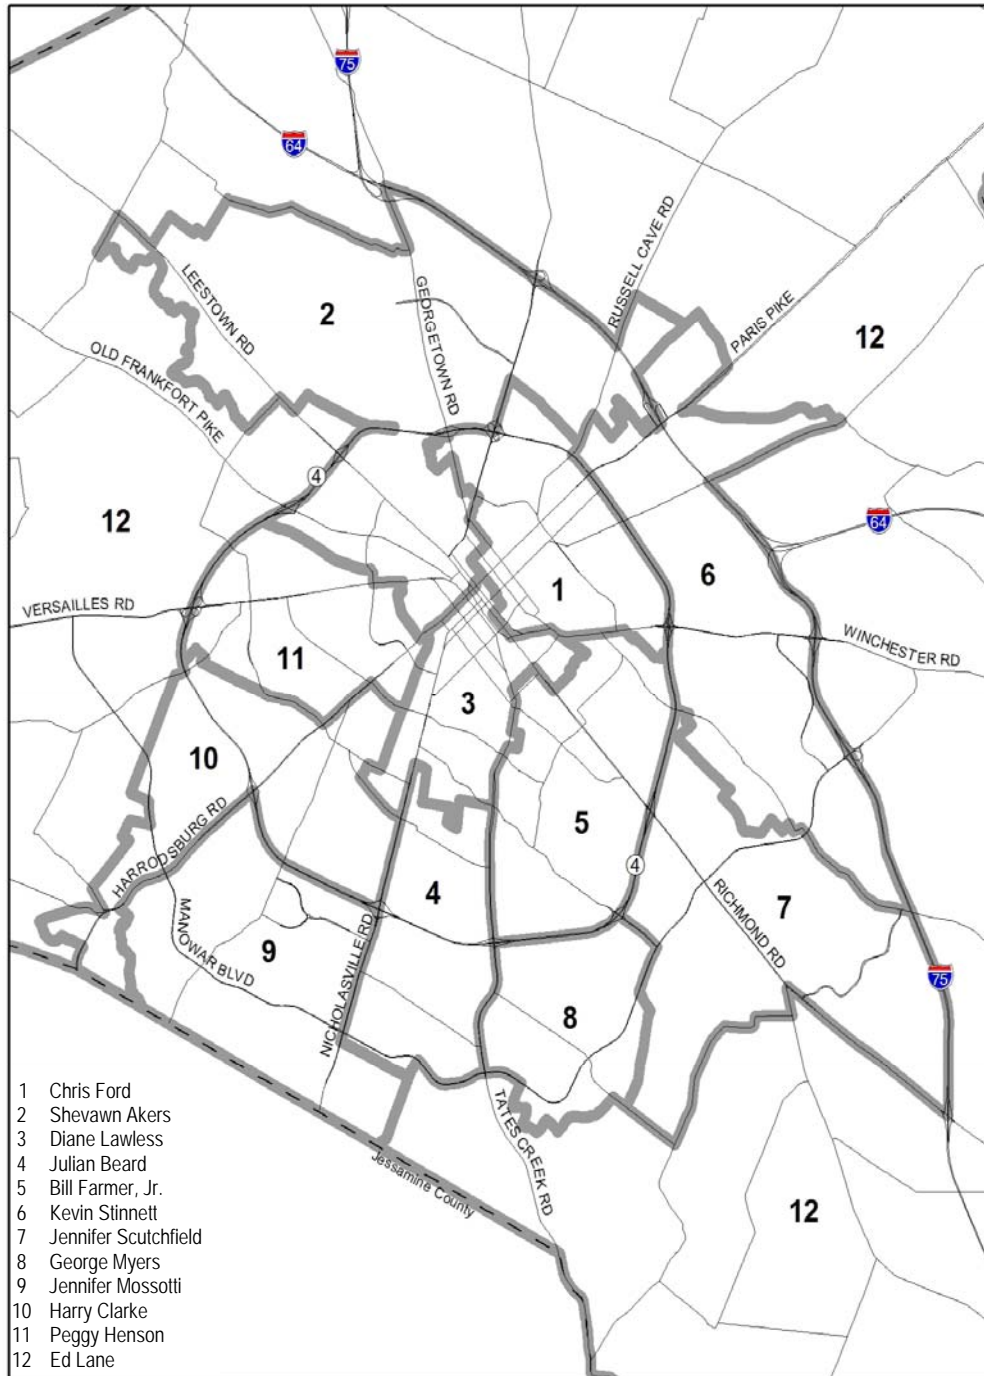 75
64
RUSSELL CAVE RD
LEESTOWN RD
GEORGETOWN RD
PARIS PIKE
2
12
OLD FRANKFORT PIKE
4
12
64
6
1
VERSAILLES RD
WINCHESTER RD
11
3
10
HARRODSBURG RD
5
4
4
7
RICHMOND RD
MAN OWAR BLVD
9
NICHOLASVILLE RD
75
8
TATES CREEK RD
Jessamine County
12
1 Chris Ford
2 Shevawn Akers
3 Diane Lawless
4 Julian Beard
5 Bill Farmer, Jr.
6 Kevin Stinnett
7 Jennifer Scutchfield
8 George Myers
9 Jennifer Mossotti
10 Harry Clarke
11 Peggy Henson
12 Ed Lane